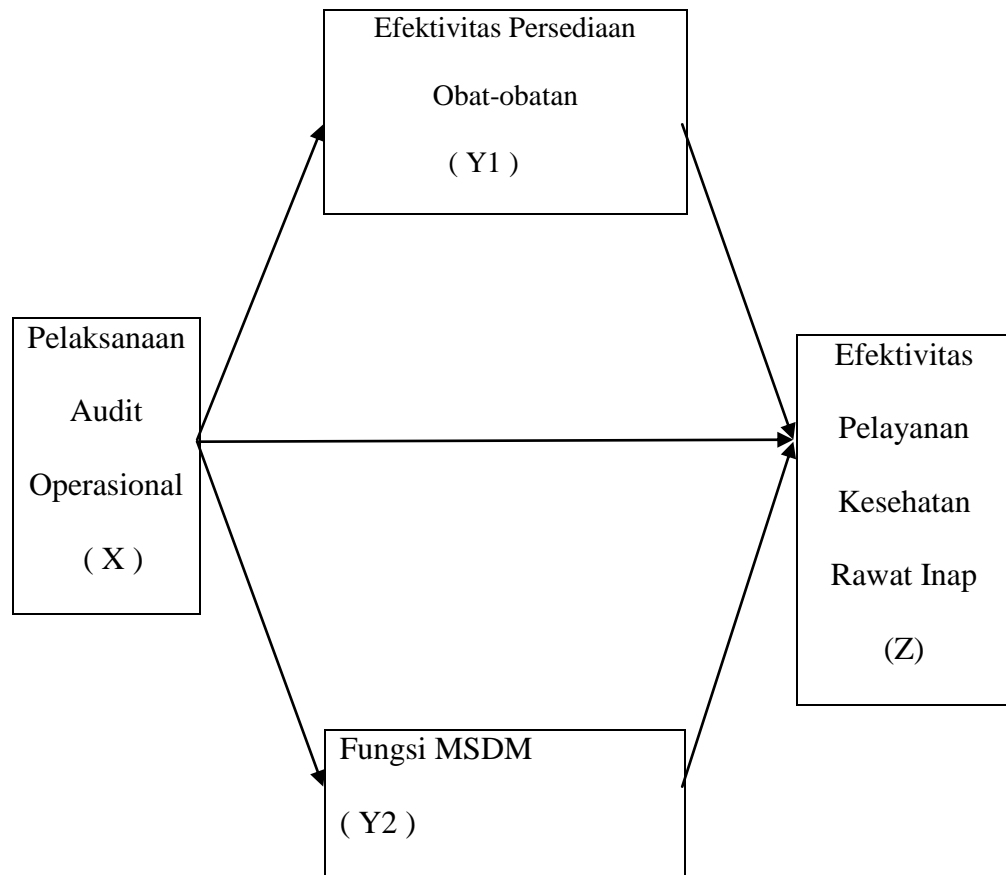 Efektivitas Persediaan
Obat-obatan
( Y1 )
Pelaksanaan
Audit
Operasional
( X )
Efektivitas
Pelayanan
Kesehatan
Rawat Inap
(Z)
Fungsi MSDM
( Y2 )